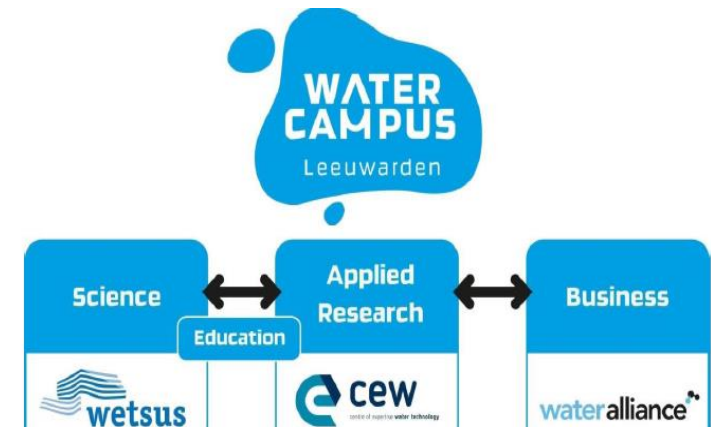 WATER
CAMPUS
Leeuwarden
Science
Applied
Research
Business
Education
wetsus
cew
centre of expertise water technology
wateralliance